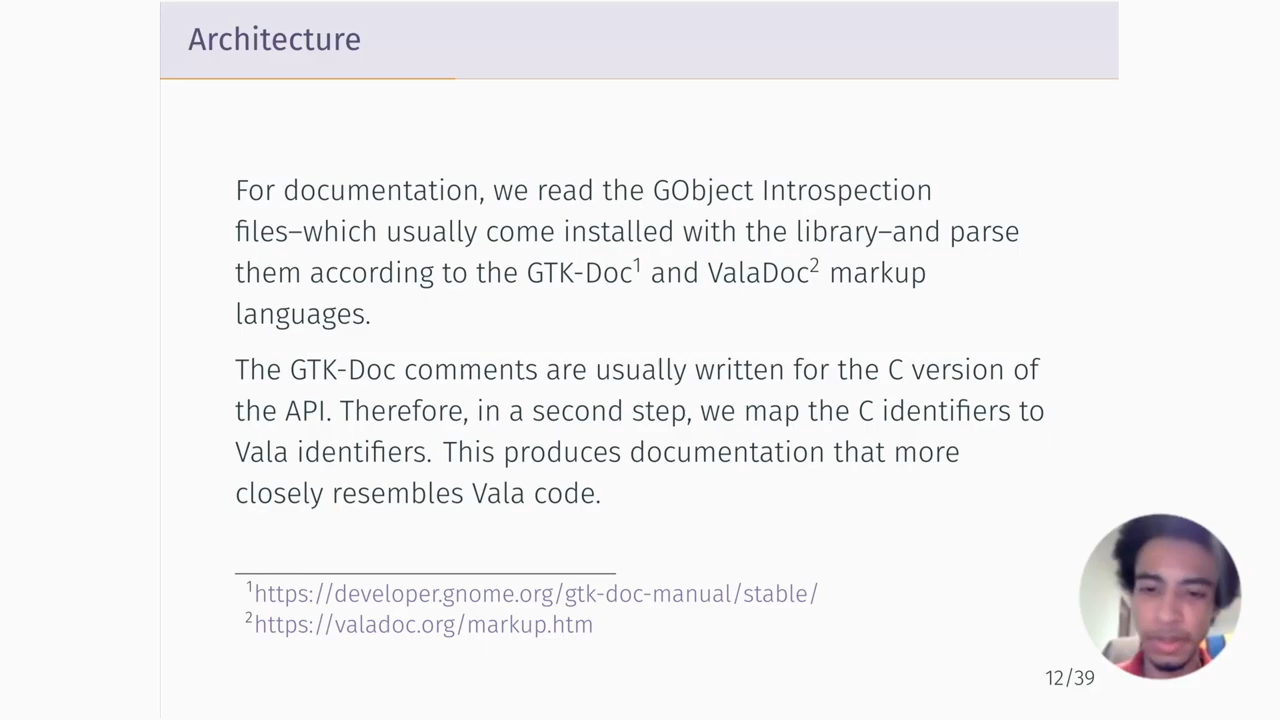 Architecture
For documentation, we read the GObject Introspection
files–which usually come installed with the library–and parse
them according to the GTK-Doc¹ and ValaDoc² markup
languages.
The GTK-Doc comments are usually written for the C version of
the API. Therefore, in a second step, we map the C identifiers to
Vala identifiers. This produces documentation that more
closely resembles Vala code.
¹https://developer.gnome.org/gtk-doc-manual/stable/
²https://valadoc.org/markup.htm
12/39